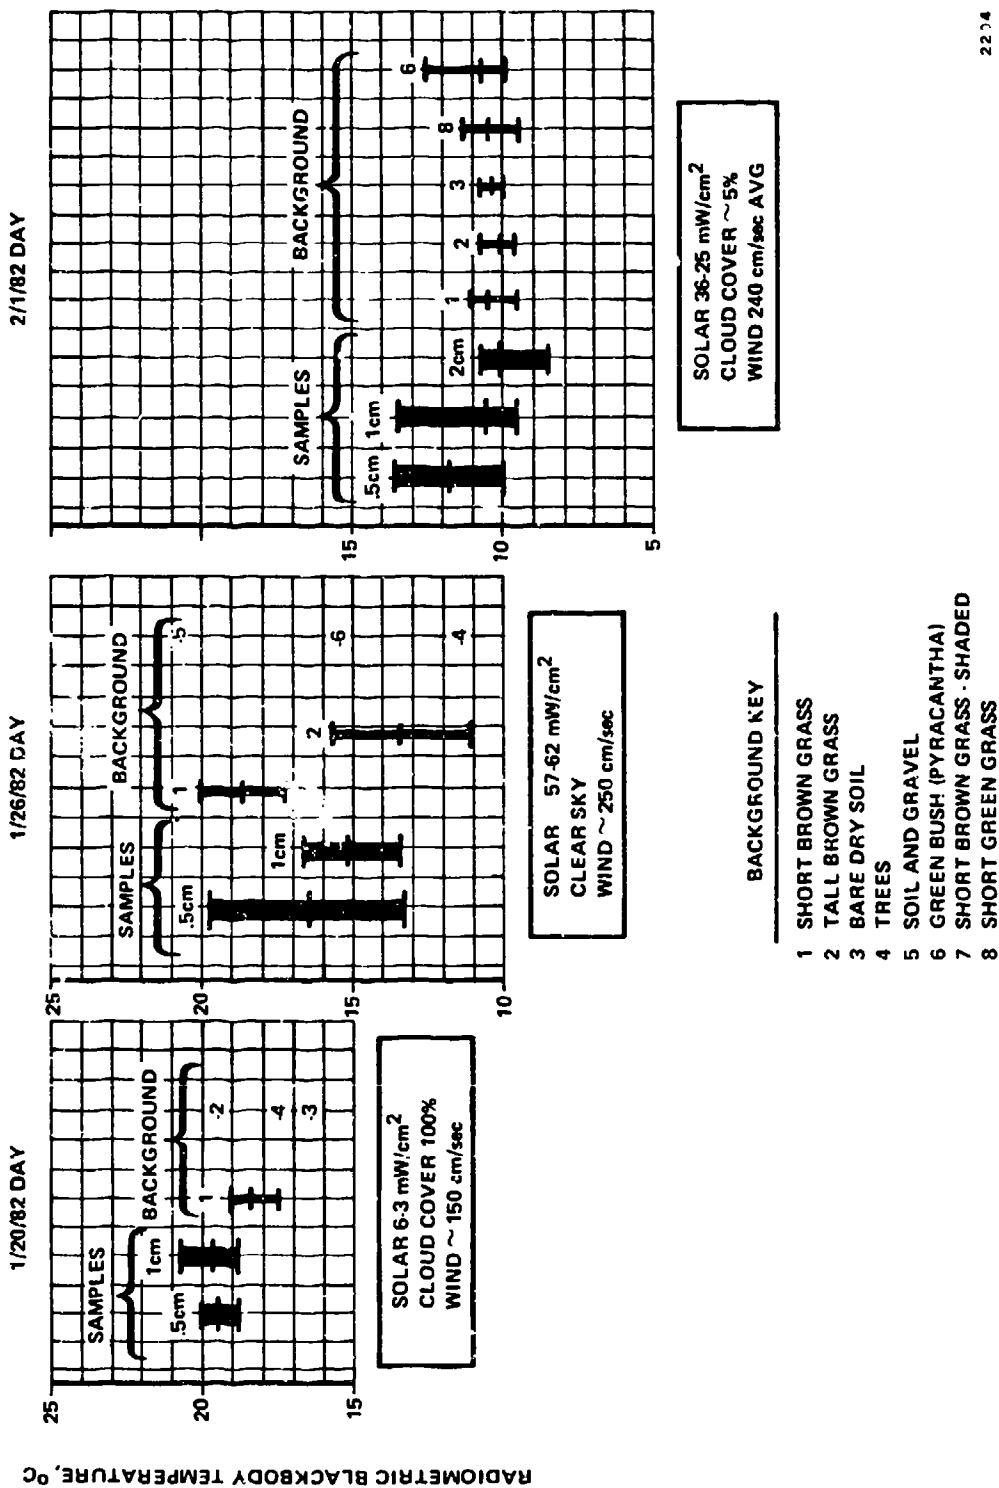 RADIOMETRIC BLACKBODY TEMPERATURE, °C
1/20/82 DAY
25
20
15
SAMPLES
.5cm
1cm
BACKGROUND
1
-2
-4
-3
SOLAR 6-3 mW/cm²
CLOUD COVER 100%
WIND ~ 150 cm/sec
1/26/82 DAY
25
20
10
SAMPLES
.5cm
1cm
BACKGROUND
1
2
-5
-6
-4
SOLAR 57-62 mW/cm²
CLEAR SKY
WIND ~ 250 cm/sec
2/1/82 DAY
15
10
5
SAMPLES
.5cm
1cm
2cm
BACKGROUND
1
2
3
8
6
SOLAR 36-25 mW/cm²
CLOUD COVER ~ 5%
WIND 240 cm/sec AVG
BACKGROUND KEY
1 SHORT BROWN GRASS
2 TALL BROWN GRASS
3 BARE DRY SOIL
4 TREES
5 SOIL AND GRAVEL
6 GREEN BUSH (PYRACANTHA)
7 SHORT BROWN GRASS - SHADED
8 SHORT GREEN GRASS